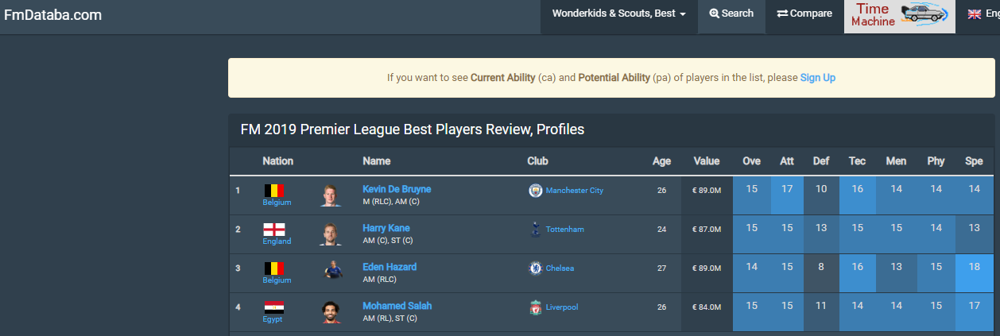 FmDataba.com
Wonderkids & Scouts, Best
Search
Compare
Time
Machine
Eng
If you want to see Current Ability (ca) and Potential Ability (pa) of players in the list, please Sign Up
FM 2019 Premier League Best Players Review, Profiles
Nation Name Club Age Value Ove Att Def Tec Men Phy Spe
1 Belgium Kevin De Bruyne Manchester City 26 € 89.0M 15 17 10 16 14 14 14
M (RLC), AM (C)
2 England Harry Kane Tottenham 24 € 87.0M 15 15 13 15 15 14 13
AM (C), ST (C)
3 Belgium Eden Hazard Chelsea 27 € 89.0M 14 15 8 16 13 15 18
AM (RLC)
4 Egypt Mohamed Salah Liverpool 26 € 84.0M 15 15 11 14 14 15 17
AM (RL), ST (C)